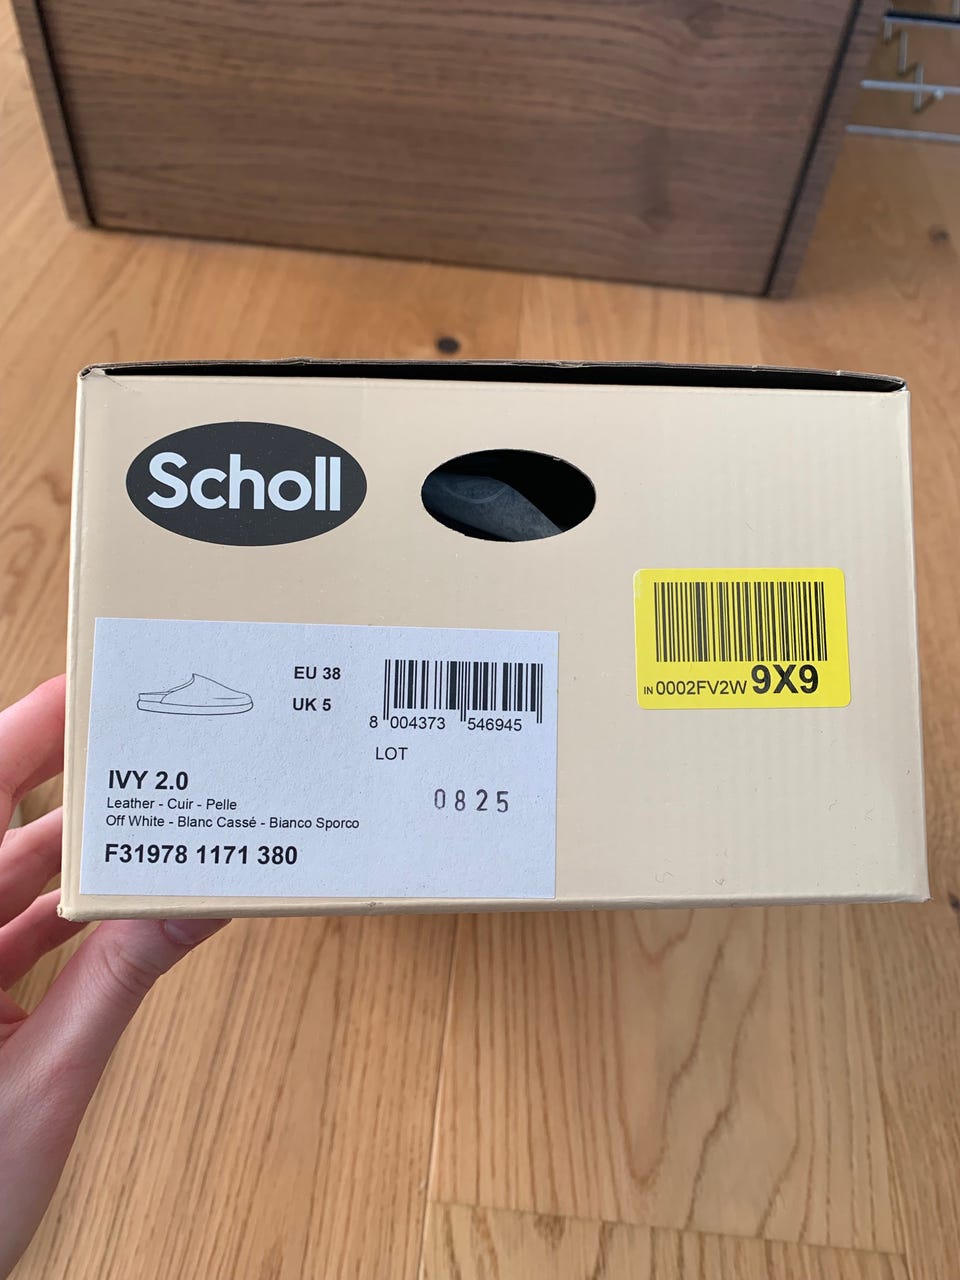 Scholl
EU 38
UK 5
8 004373 546945
LOT
0825
IVY 2.0
Leather - Cuir - Pelle
Off White - Blanc Cassé - Bianco Sporco
F31978 1171 380
IN 0002FV2W 9X9